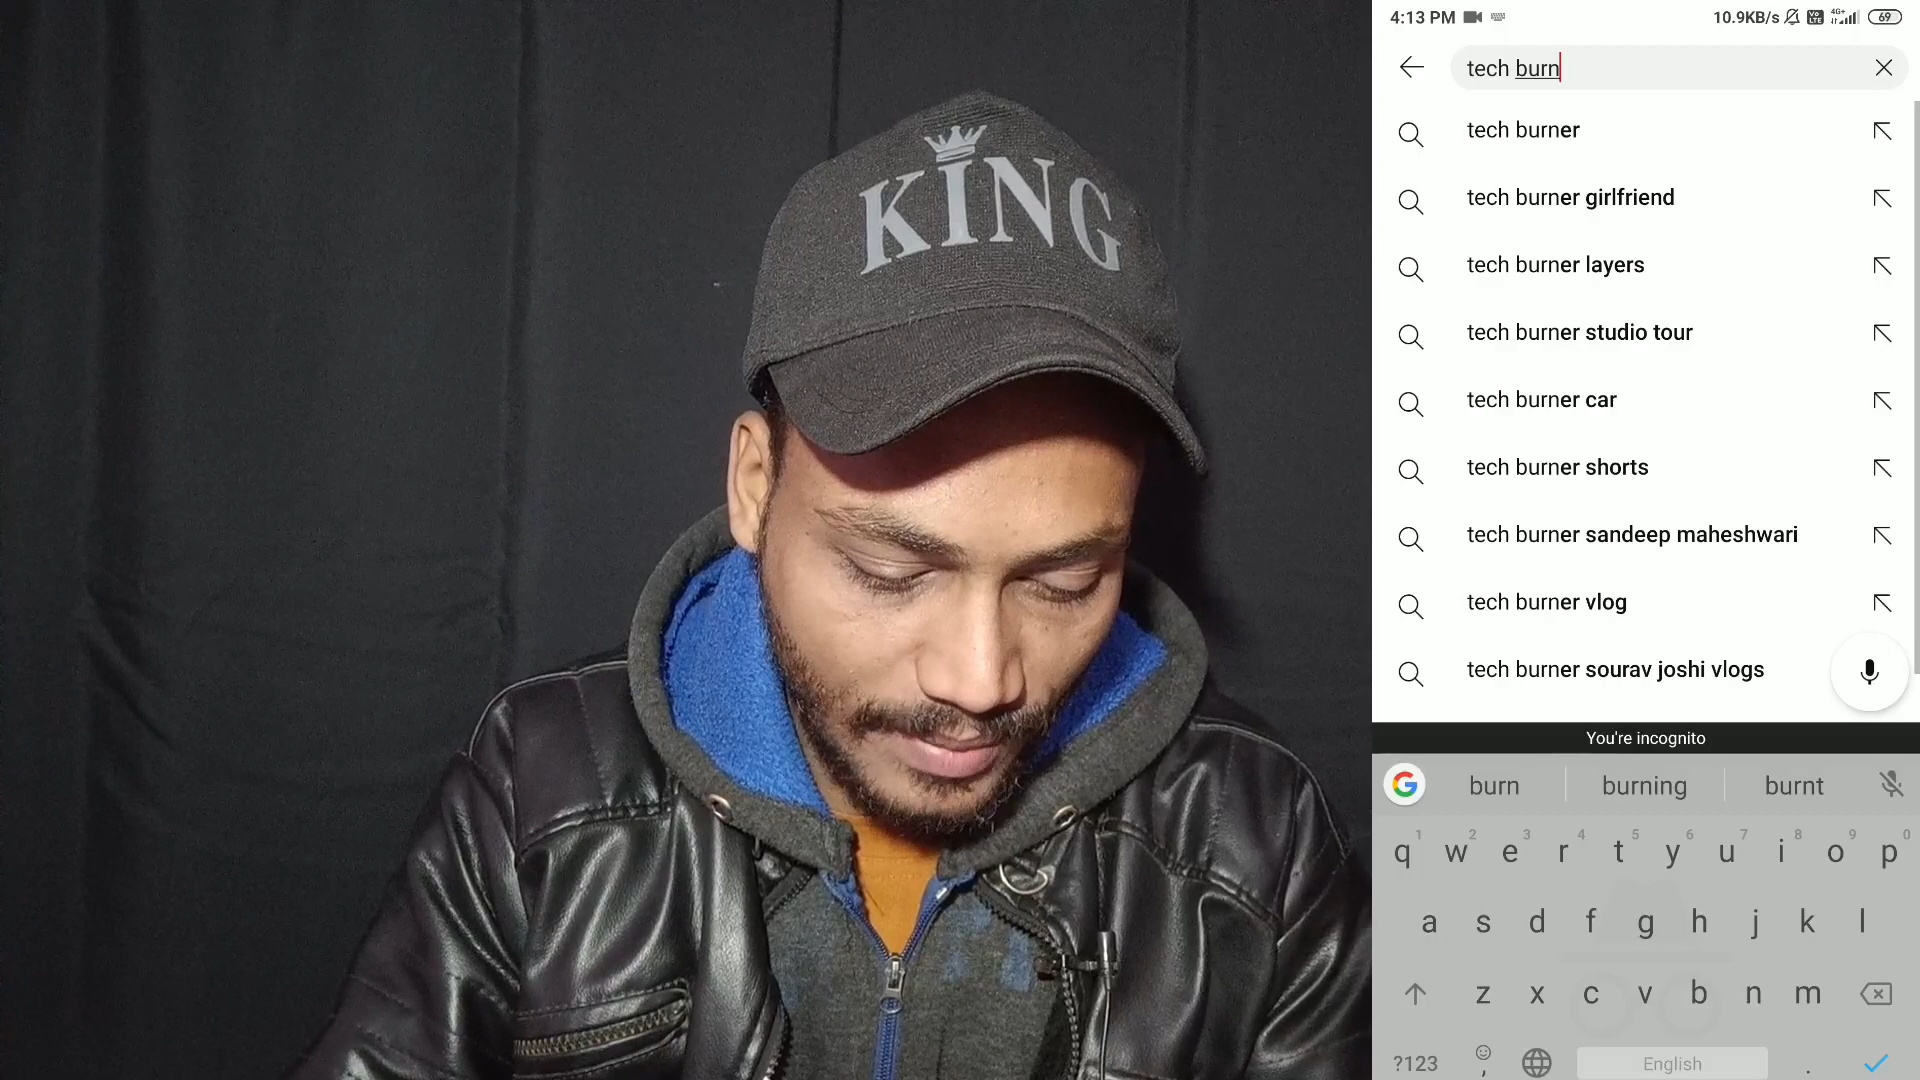 KING
4:13 PM 10.9KB/s Vo LTE 4G+ 69
tech burn
tech burner
tech burner girlfriend
tech burner layers
tech burner studio tour
tech burner car
tech burner shorts
tech burner sandeep maheshwari
tech burner vlog
tech burner sourav joshi vlogs
You're incognito
G burn burning burnt
1 2 3 4 5 6 7 8 9 0
q w e r t y u i o p
a s d f g h j k l
z x c v b n m
?123 , English .